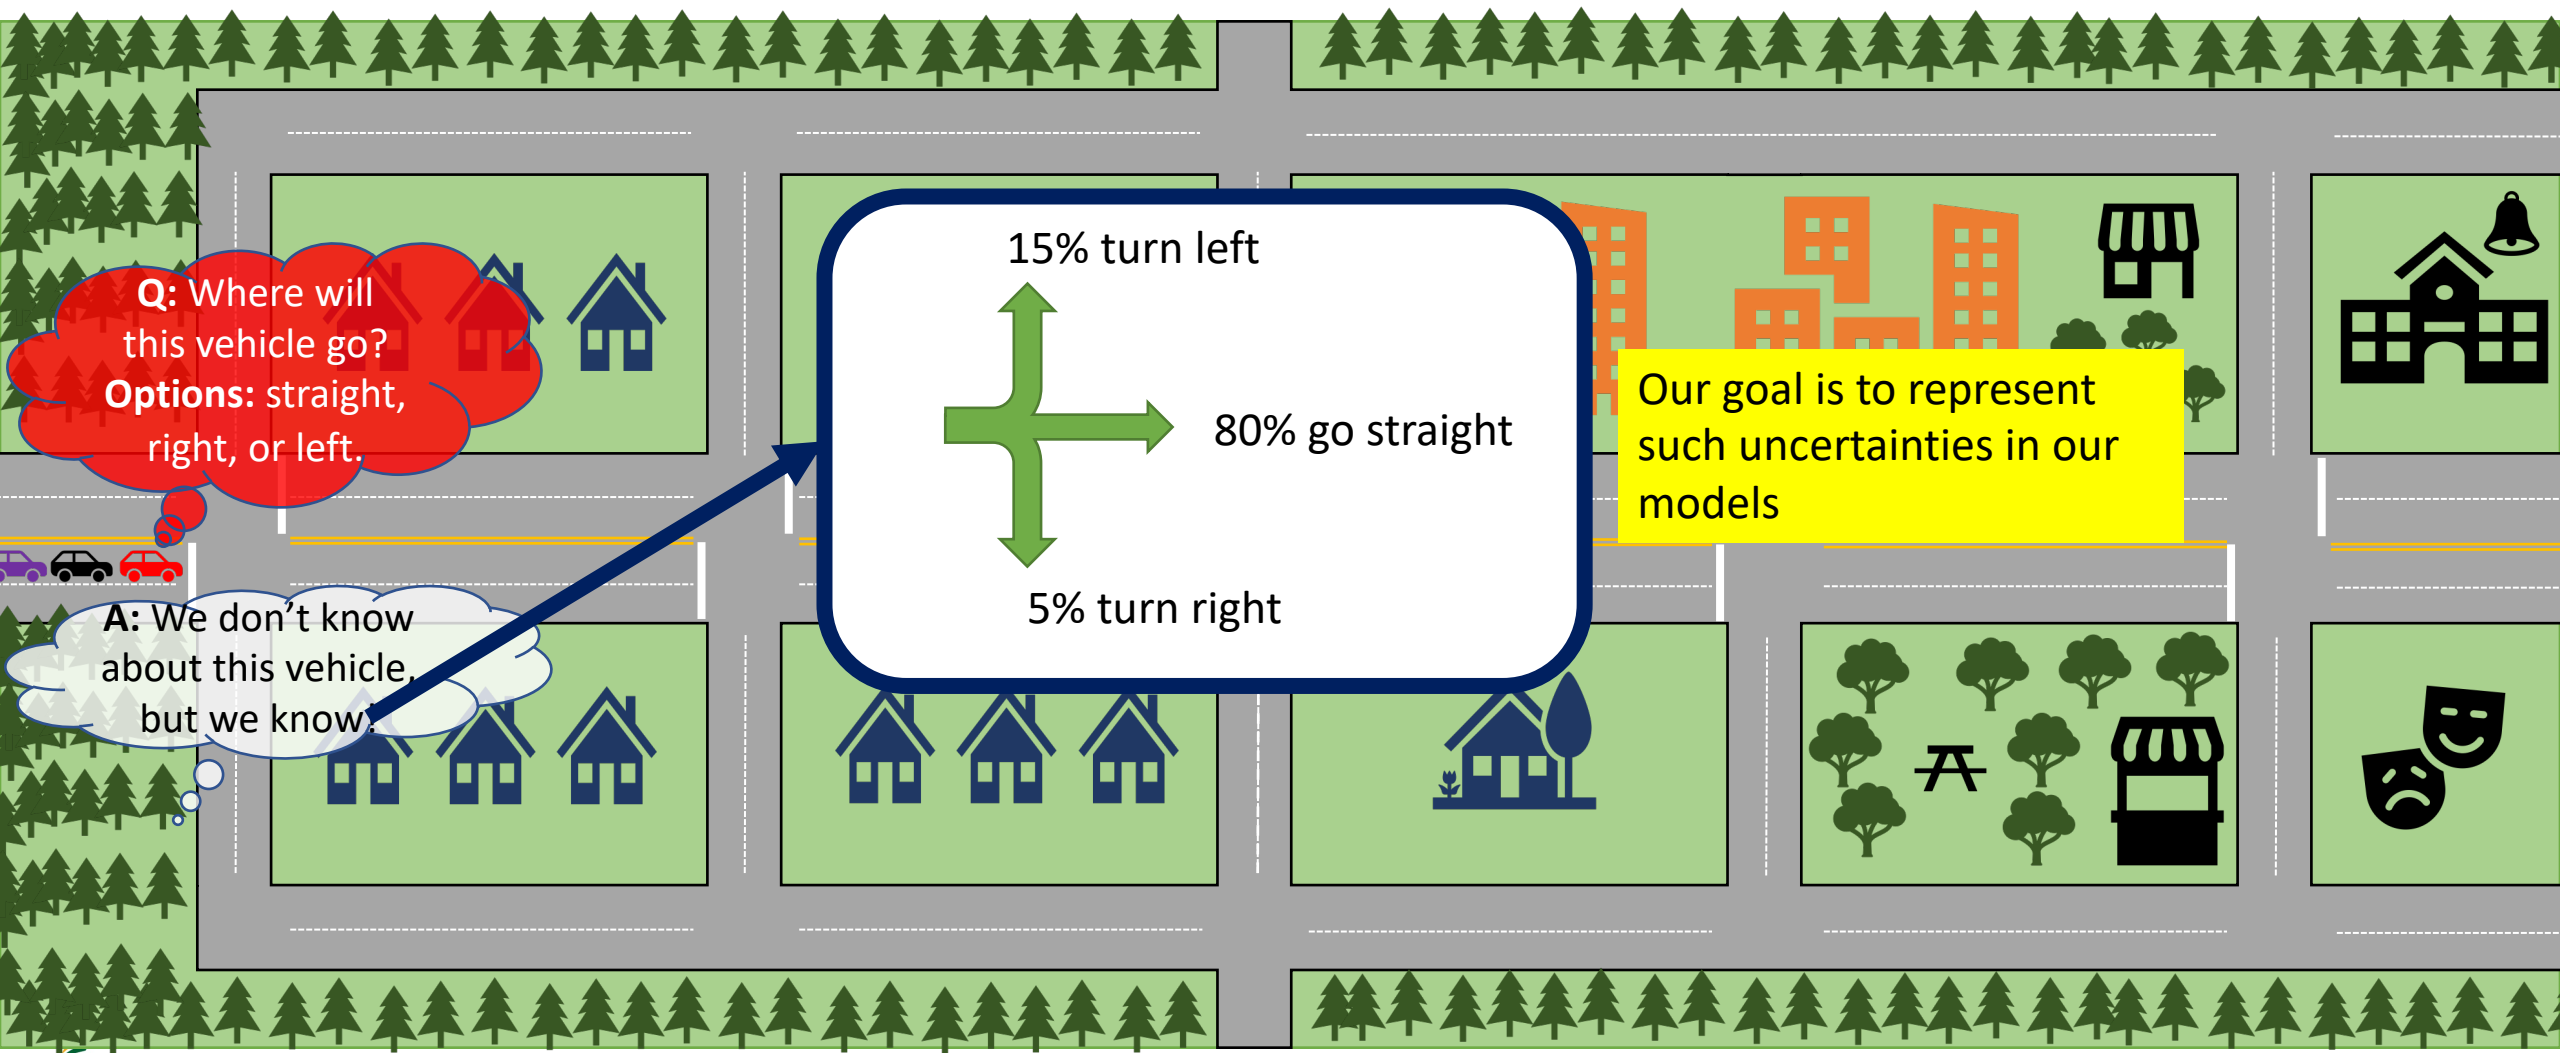 Q: Where will
this vehicle go?
Options: straight,
right, or left.
A: We don't know
about this vehicle,
but we know!
15% turn left
80% go straight
5% turn right
Our goal is to represent
such uncertainties in our
models